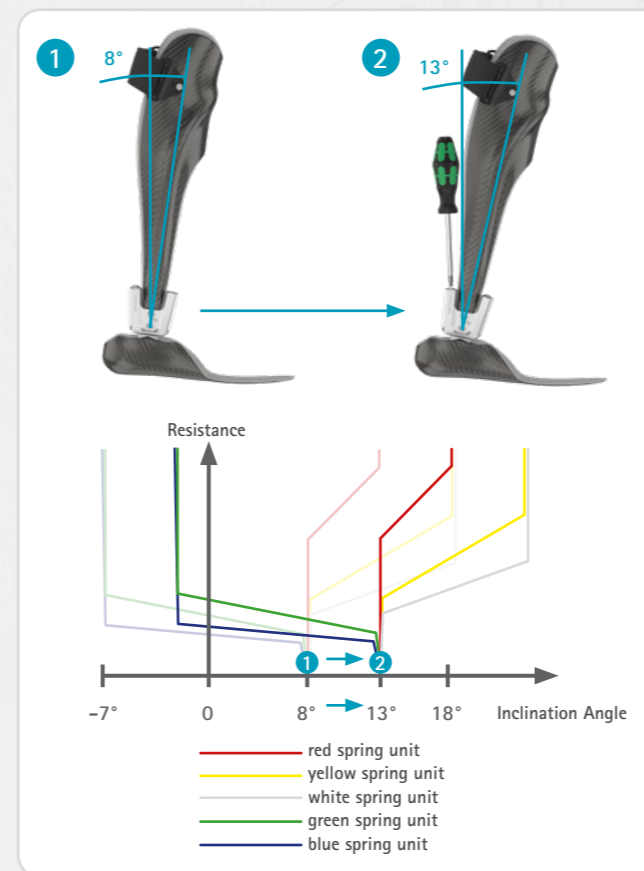 1
8°
2
13°
Resistance
1
2
-7°
0
8°
13°
18°
Inclination Angle
red spring unit
yellow spring unit
white spring unit
green spring unit
blue spring unit